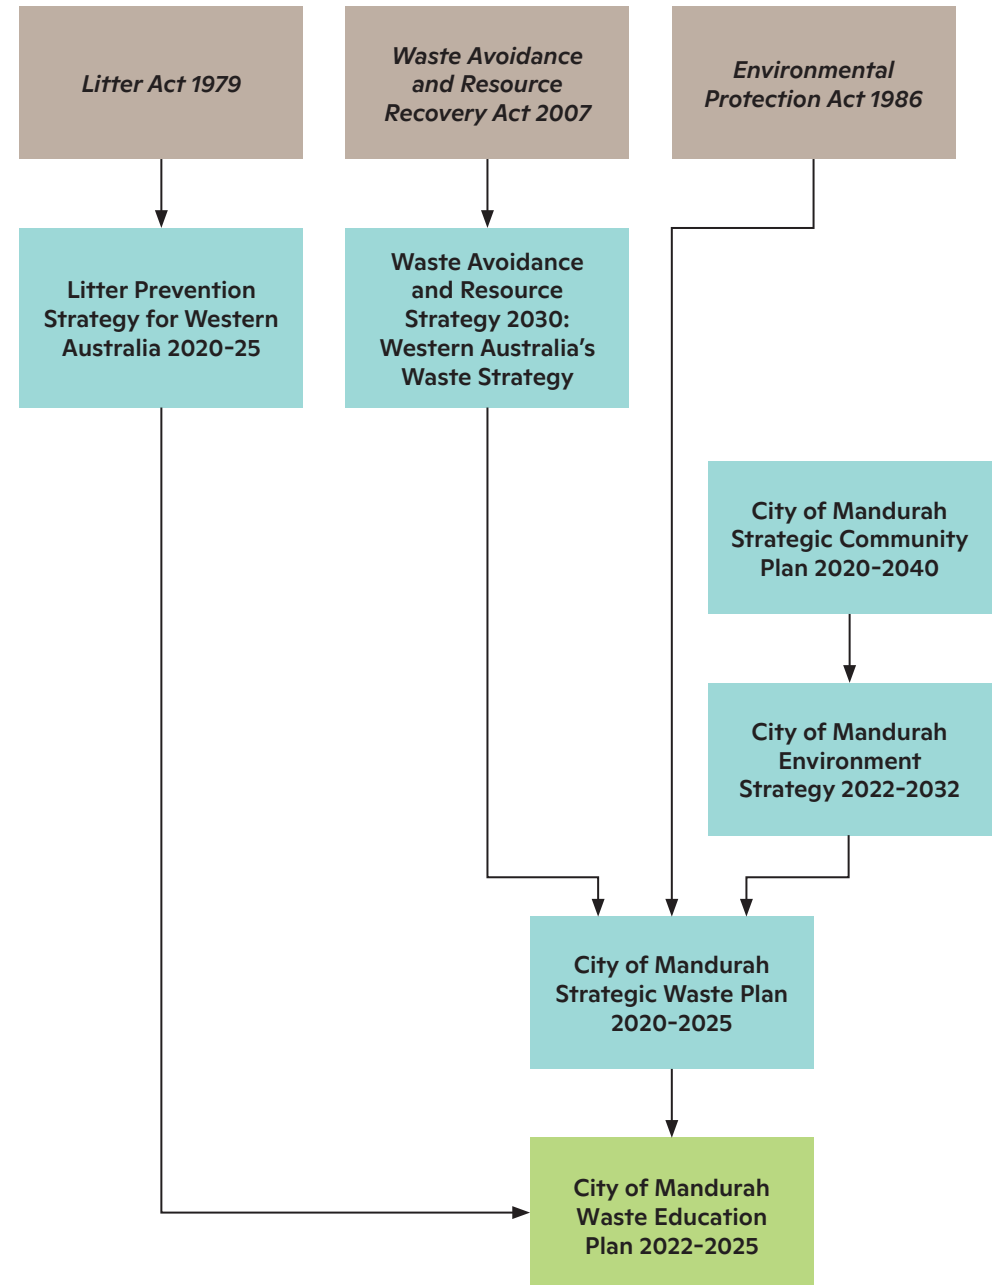 Litter Act 1979
Waste Avoidance
and Resource
Recovery Act 2007
Environmental
Protection Act 1986
Litter Prevention
Strategy for Western
Australia 2020-25
Waste Avoidance
and Resource
Strategy 2030:
Western Australia's
Waste Strategy
City of Mandurah
Strategic Community
Plan 2020-2040
City of Mandurah
Environment
Strategy 2022-2032
City of Mandurah
Strategic Waste Plan
2020-2025
City of Mandurah
Waste Education
Plan 2022-2025